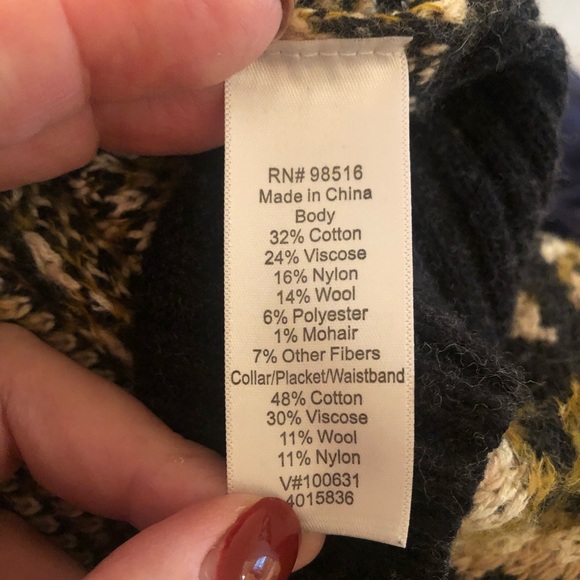 RN# 98516
Made in China
Body
32% Cotton
24% Viscose
16% Nylon
14% Wool
6% Polyester
1% Mohair
7% Other Fibers
Collar/Placket/Waistband
48% Cotton
30% Viscose
11% Wool
11% Nylon
V#100631
4015836